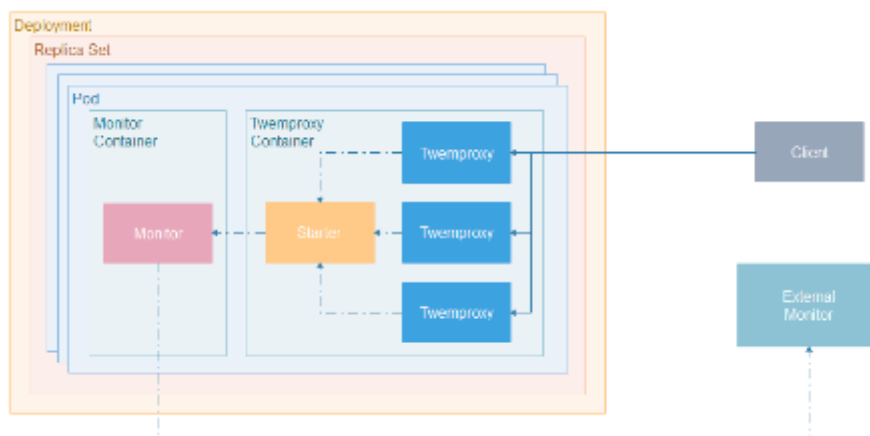 Deployment
Replica Set
Pod
Monitor
Container
Twemproxy
Container
Twemproxy
Client
Monitor
Starter
Twemproxy
External
Monitor
Twemproxy